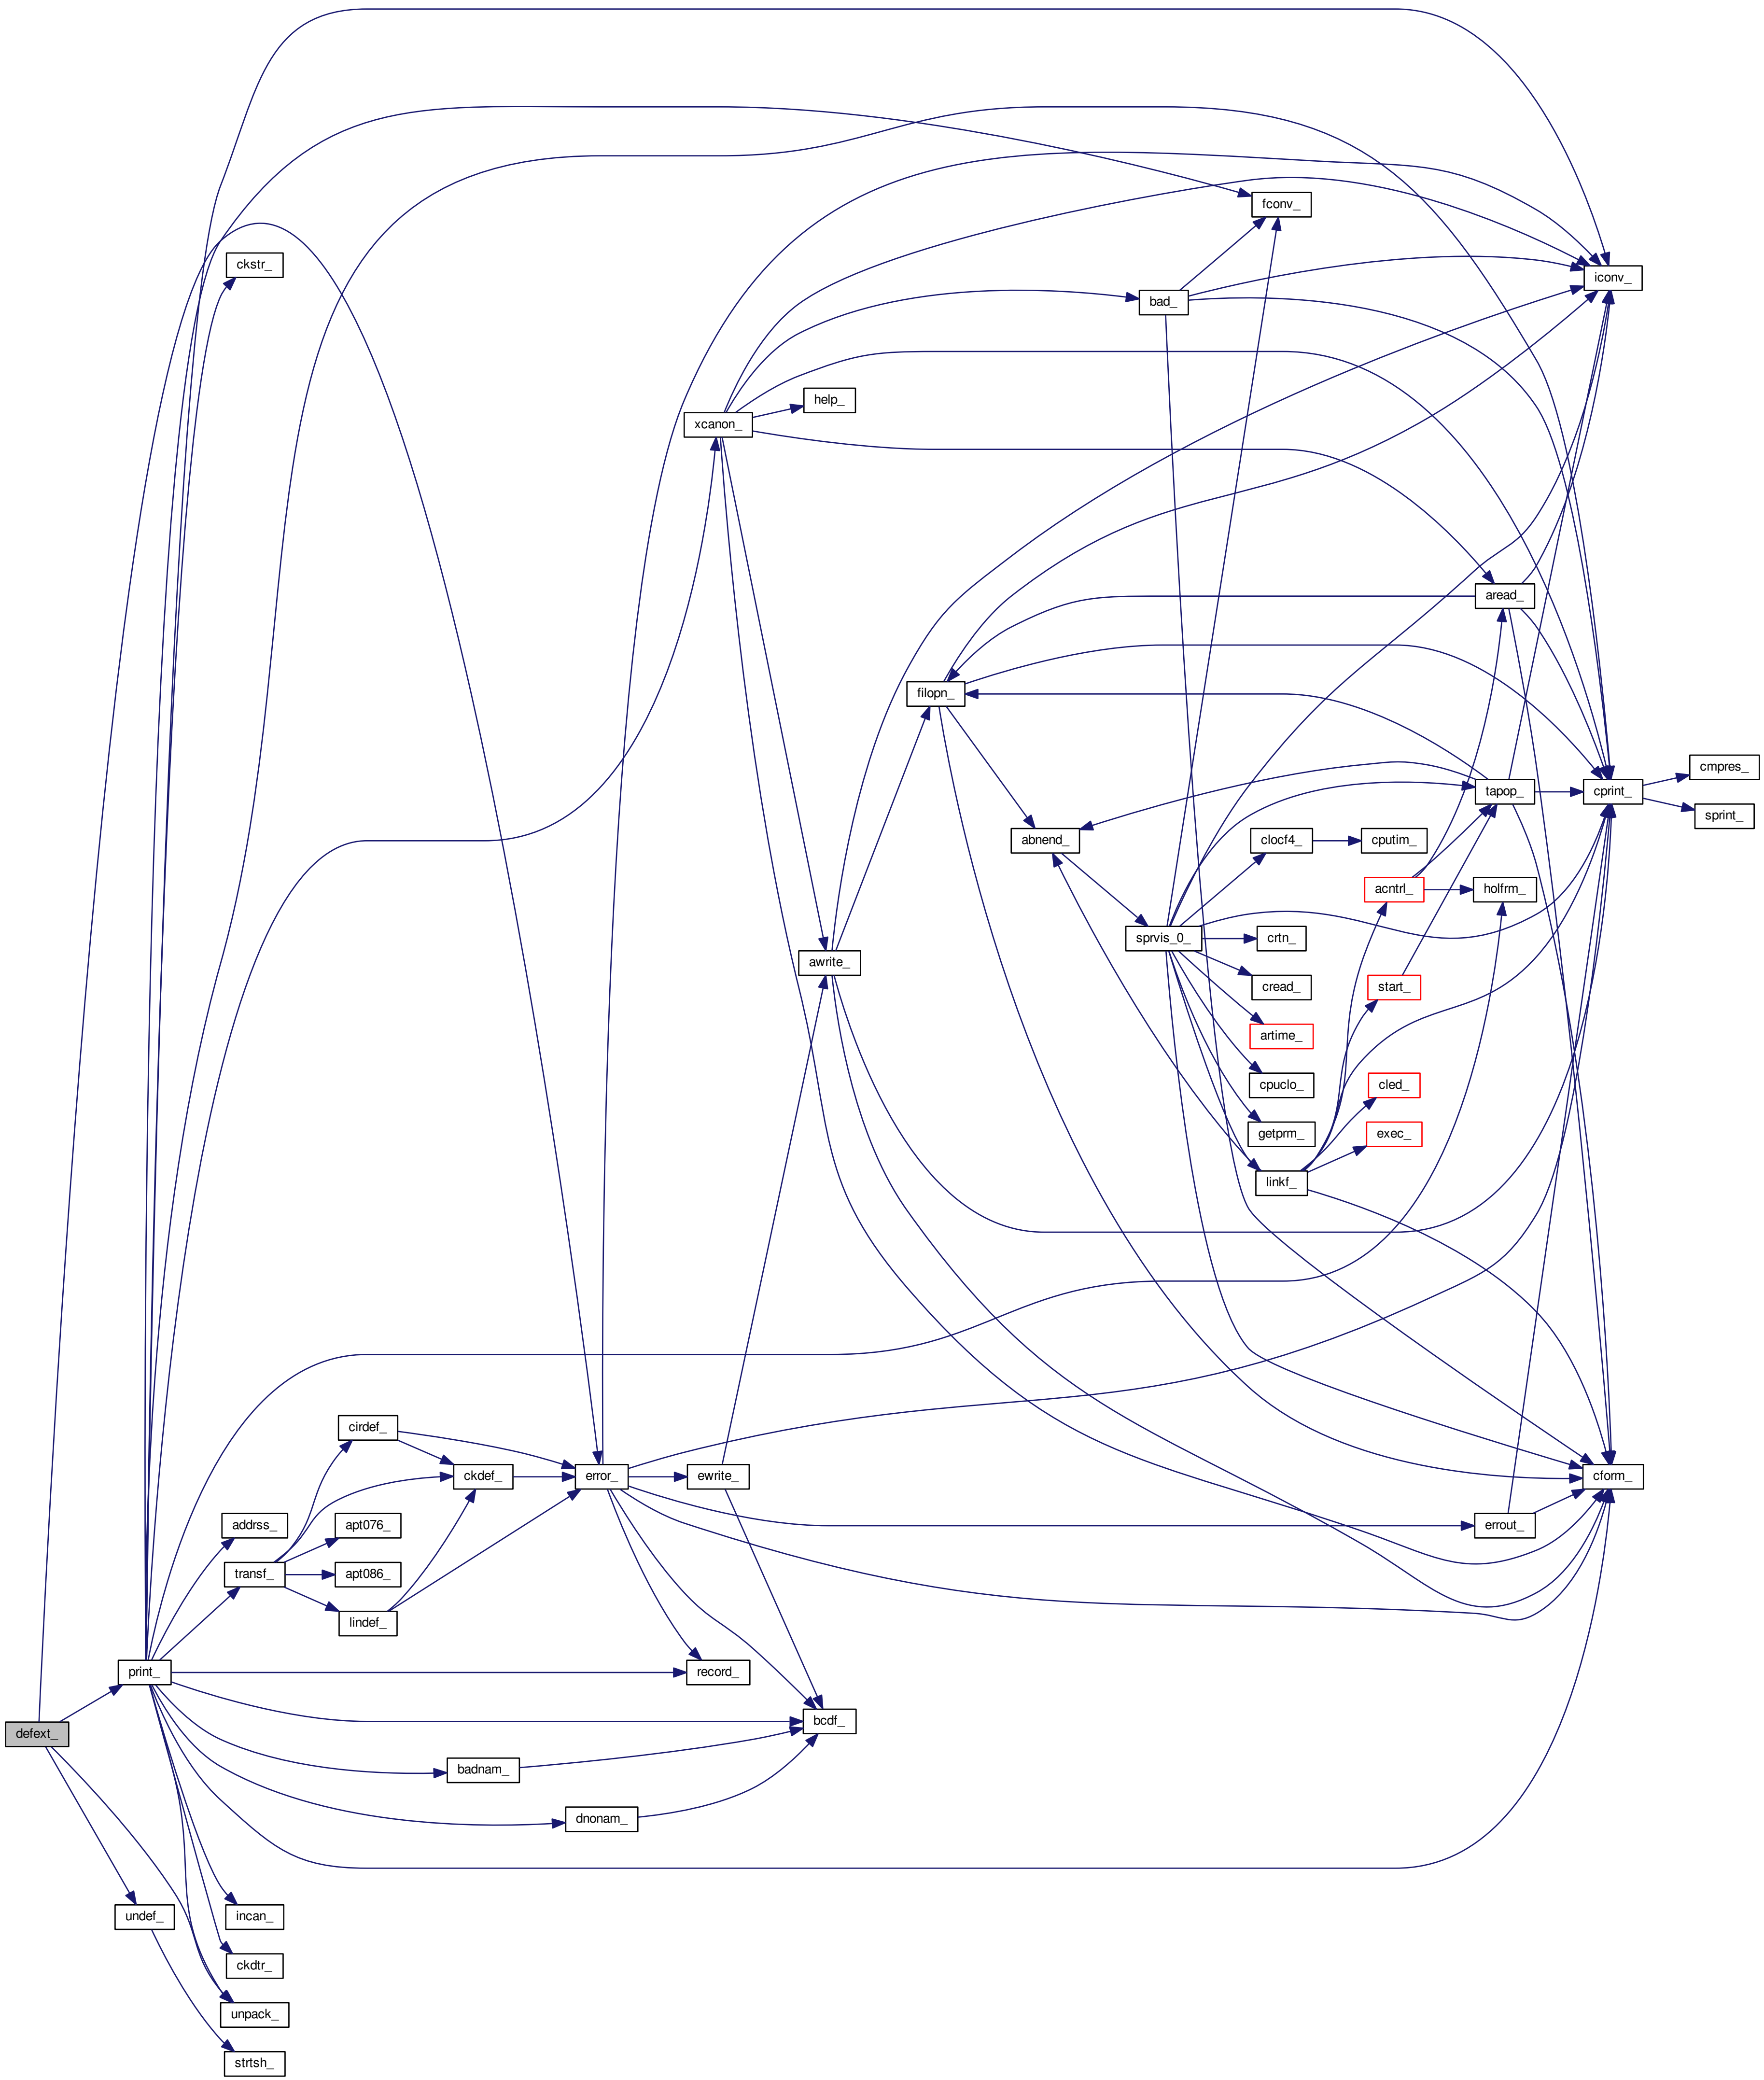 fconv_
ckstr_
iconv_
bad_
help_
xcanon_
aread_
filopn_
cmpres_
tapop_
cprint_
sprint_
abnend_
clocf4_
cputim_
acntrl_
holfrm_
sprvis_0_
crtn_
awrite_
cread_
start_
artime_
cpuclo_
cled_
getprm_
exec_
linkf_
cirdef_
ckdef_
error_
ewrite_
cform_
addrss_
apt076_
errout_
transf_
apt086_
lindef_
print_
record_
defext_
bcdf_
badnam_
dnonam_
undef_
incan_
ckdtr_
unpack_
strtsh_